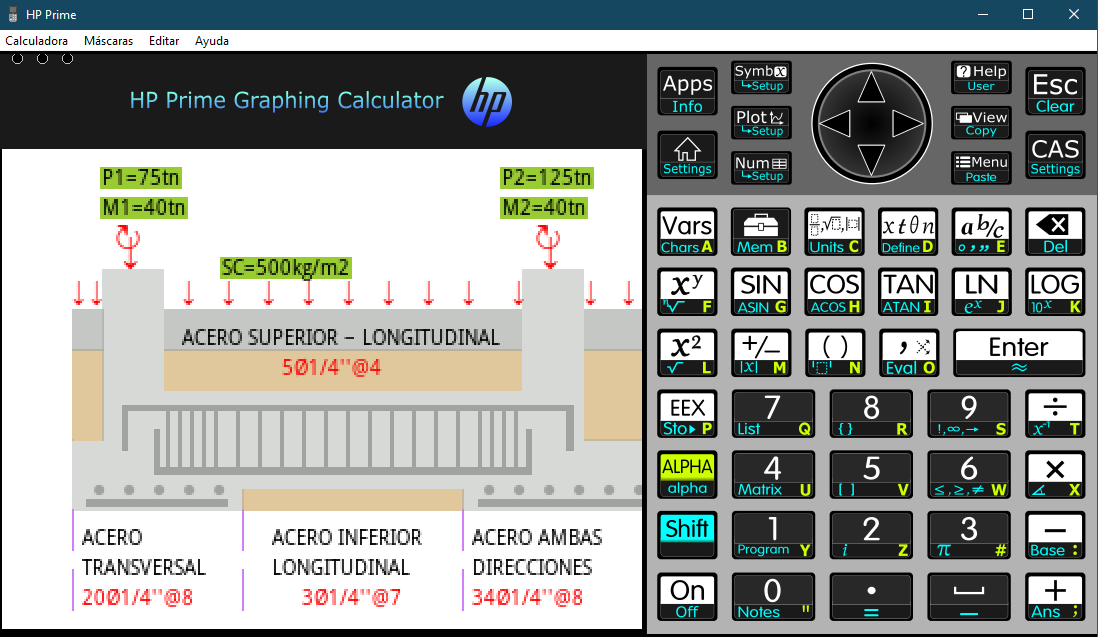 HP Prime
Calculadora Máscaras Editar Ayuda
HP Prime Graphing Calculator
hp
P1=75tn
M1=40tn
P2=125tn
M2=40tn
SC=500kg/m2
ACERO SUPERIOR – LONGITUDINAL
5Ø1/4''@4
ACERO
TRANSVERSAL
20Ø1/4''@8
ACERO INFERIOR
LONGITUDINAL
3Ø1/4''@7
ACERO AMBAS
DIRECCIONES
34Ø1/4''@8
Apps
Info
Settings
Symb
↳Setup
Plot
↳Setup
Num
↳Setup
? Help
User
View
Copy
Menu
Paste
Esc
Clear
CAS
Settings
Vars
Chars A
Mem B
Units C
x t θ n
Define D
a b/c
° ' '' E
Del
xʸ
ⁿ√ F
SIN
ASIN G
COS
ACOS H
TAN
ATAN I
LN
eˣ J
LOG
10ˣ K
x²
√ L
+/–
|x| M
( )
N
,
Eval O
Enter
≈
EEX
Sto▸ P
7
List Q
8
{ } R
9
!,∞,→ S
÷
x⁻¹ T
ALPHA
alpha
4
Matrix U
5
[ ] V
6
≤,≥,≠ W
×
∠ X
Shift
1
Program Y
2
i Z
3
π #
–
Base :
On
Off
0
Notes "
.
=
_
+
Ans ;